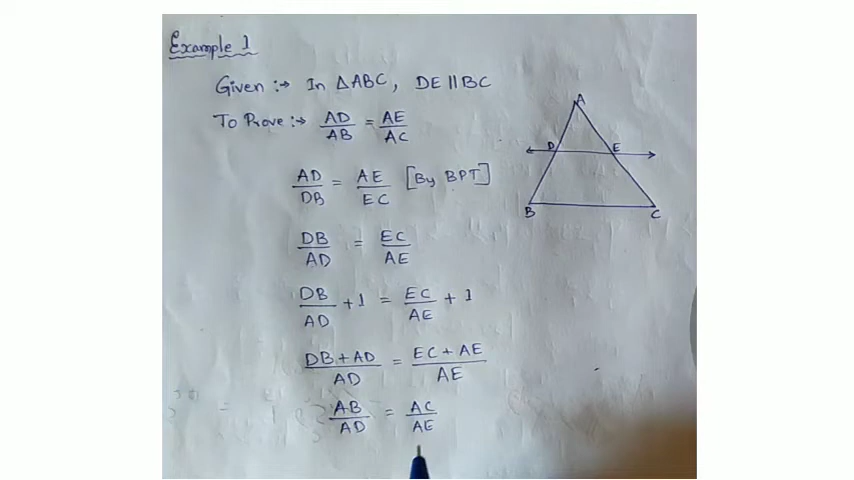 Example 1
Given :→ In △ABC, DE ∥ BC
To Prove :→ AD/AB = AE/AC
AD/DB = AE/EC [By BPT]
DB/AD = EC/AE
DB/AD + 1 = EC/AE + 1
DB+AD/AD = EC+AE/AE
AB/AD = AC/AE
A
D E
B C